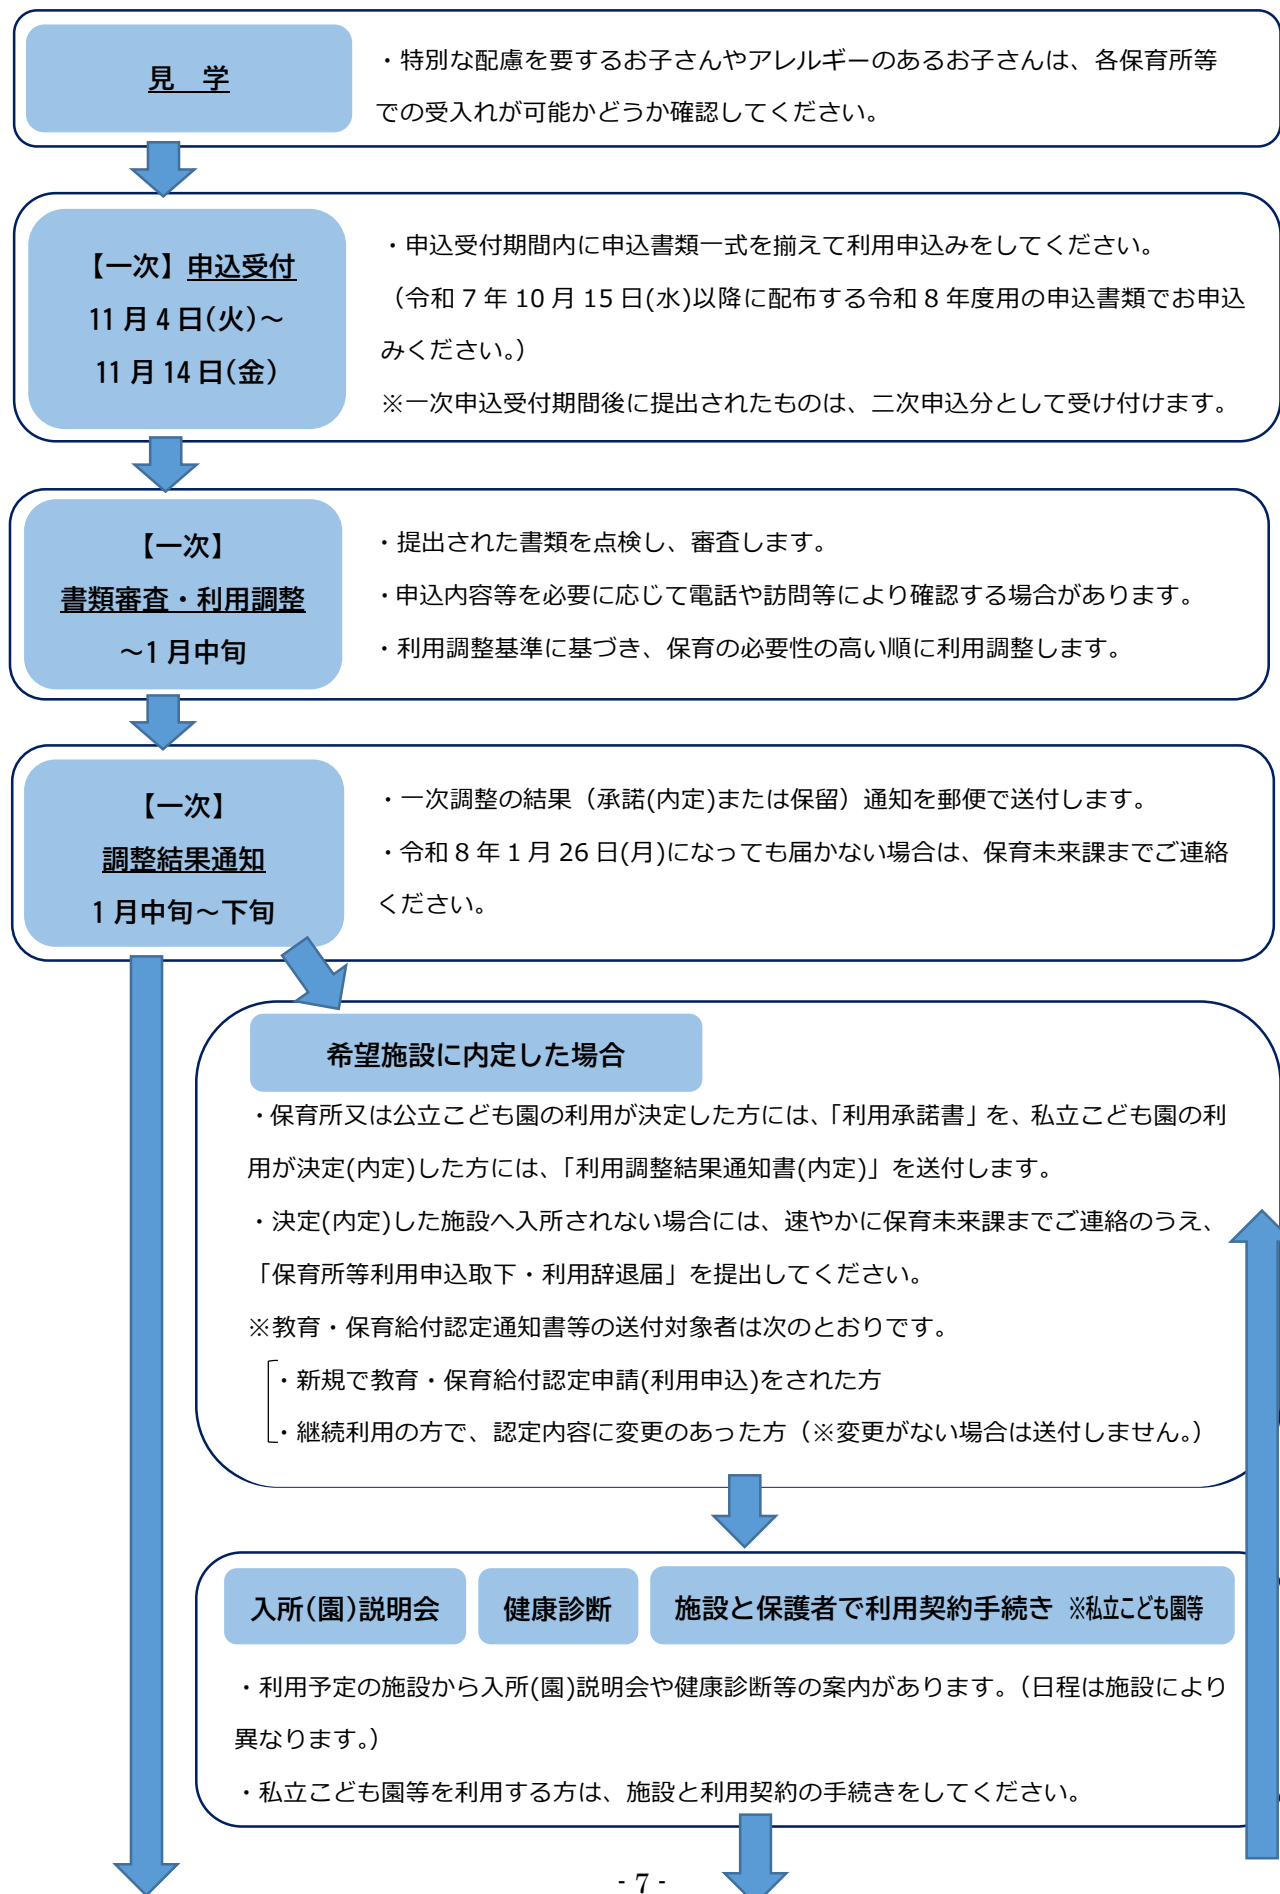 見　学
・特別な配慮を要するお子さんやアレルギーのあるお子さんは、各保育所等
での受入れが可能かどうか確認してください。
【一次】申込受付
11月4日(火)～
11月14日(金)
・申込受付期間内に申込書類一式を揃えて利用申込みをしてください。
（令和7年10月15日(水)以降に配布する令和8年度用の申込書類でお申込
みください。）
※一次申込受付期間後に提出されたものは、二次申込分として受け付けます。
【一次】
書類審査・利用調整
～1月中旬
・提出された書類を点検し、審査します。
・申込内容等を必要に応じて電話や訪問等により確認する場合があります。
・利用調整基準に基づき、保育の必要性の高い順に利用調整します。
【一次】
調整結果通知
1月中旬～下旬
・一次調整の結果（承諾(内定)または保留）通知を郵便で送付します。
・令和8年1月26日(月)になっても届かない場合は、保育未来課までご連絡
ください。
希望施設に内定した場合
・保育所又は公立こども園の利用が決定した方には、「利用承諾書」を、私立こども園の利
用が決定(内定)した方には、「利用調整結果通知書(内定)」を送付します。
・決定(内定)した施設へ入所されない場合には、速やかに保育未来課までご連絡のうえ、
「保育所等利用申込取下・利用辞退届」を提出してください。
※教育・保育給付認定通知書等の送付対象者は次のとおりです。
・新規で教育・保育給付認定申請(利用申込)をされた方
・継続利用の方で、認定内容に変更のあった方（※変更がない場合は送付しません。）
入所(園)説明会
健康診断
施設と保護者で利用契約手続き ※私立こども園等
・利用予定の施設から入所(園)説明会や健康診断等の案内があります。（日程は施設により
異なります。）
・私立こども園等を利用する方は、施設と利用契約の手続きをしてください。
- 7 -